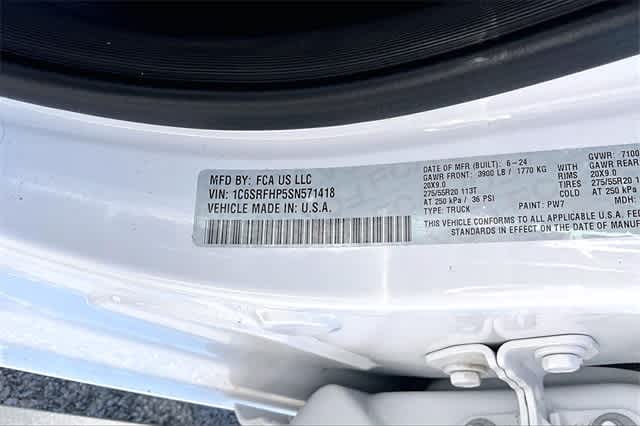 MFD BY: FCA US LLC
VIN: 1C6SRFHP5SN571418
VEHICLE MADE IN: U.S.A.
DATE OF MFR (BUILT): 6-24 GVWR: 7100
GAWR FRONT: 3900 LB / 1770 KG WITH GAWR REAR
20X9.0 RIMS 20X9.0
275/55R20 113T TIRES 275/55R20
AT 250 kPa / 36 PSI COLD AT 250 kPa
TYPE: TRUCK PAINT: PW7 MDH:
THIS VEHICLE CONFORMS TO ALL APPLICABLE U.S.A. FE
STANDARDS IN EFFECT ON THE DATE OF MANUFA